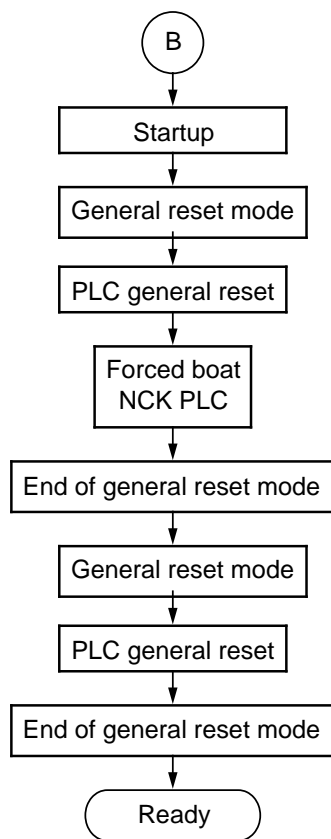 B
Startup
General reset mode
PLC general reset
Forced boat
NCK PLC
End of general reset mode
General reset mode
PLC general reset
End of general reset mode
Ready